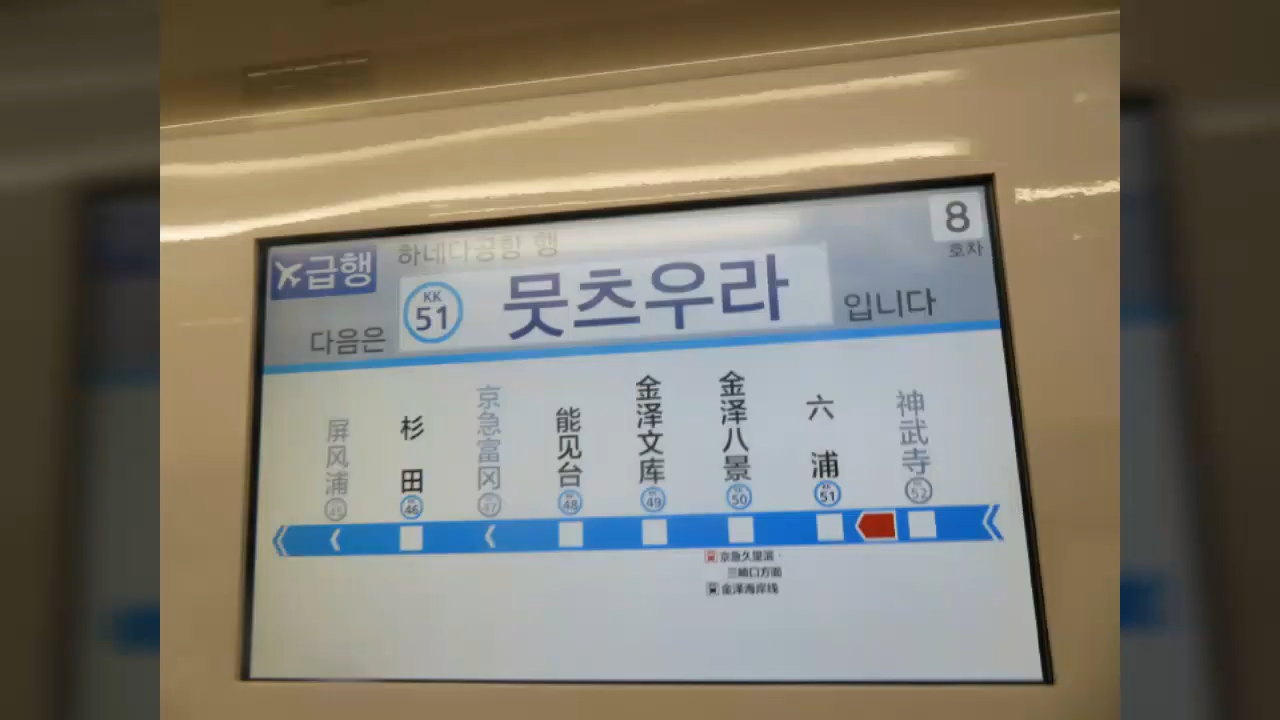 급행
하네다공항 행
8
호차
다음은
KK
51
뭇츠우라
입니다
屏风浦
杉田
京急富冈
能见台
金泽文库
金泽八景
六浦
神武寺
46
47
48
49
50
51
52
京急久里滨·
三崎口方面
金泽海岸线